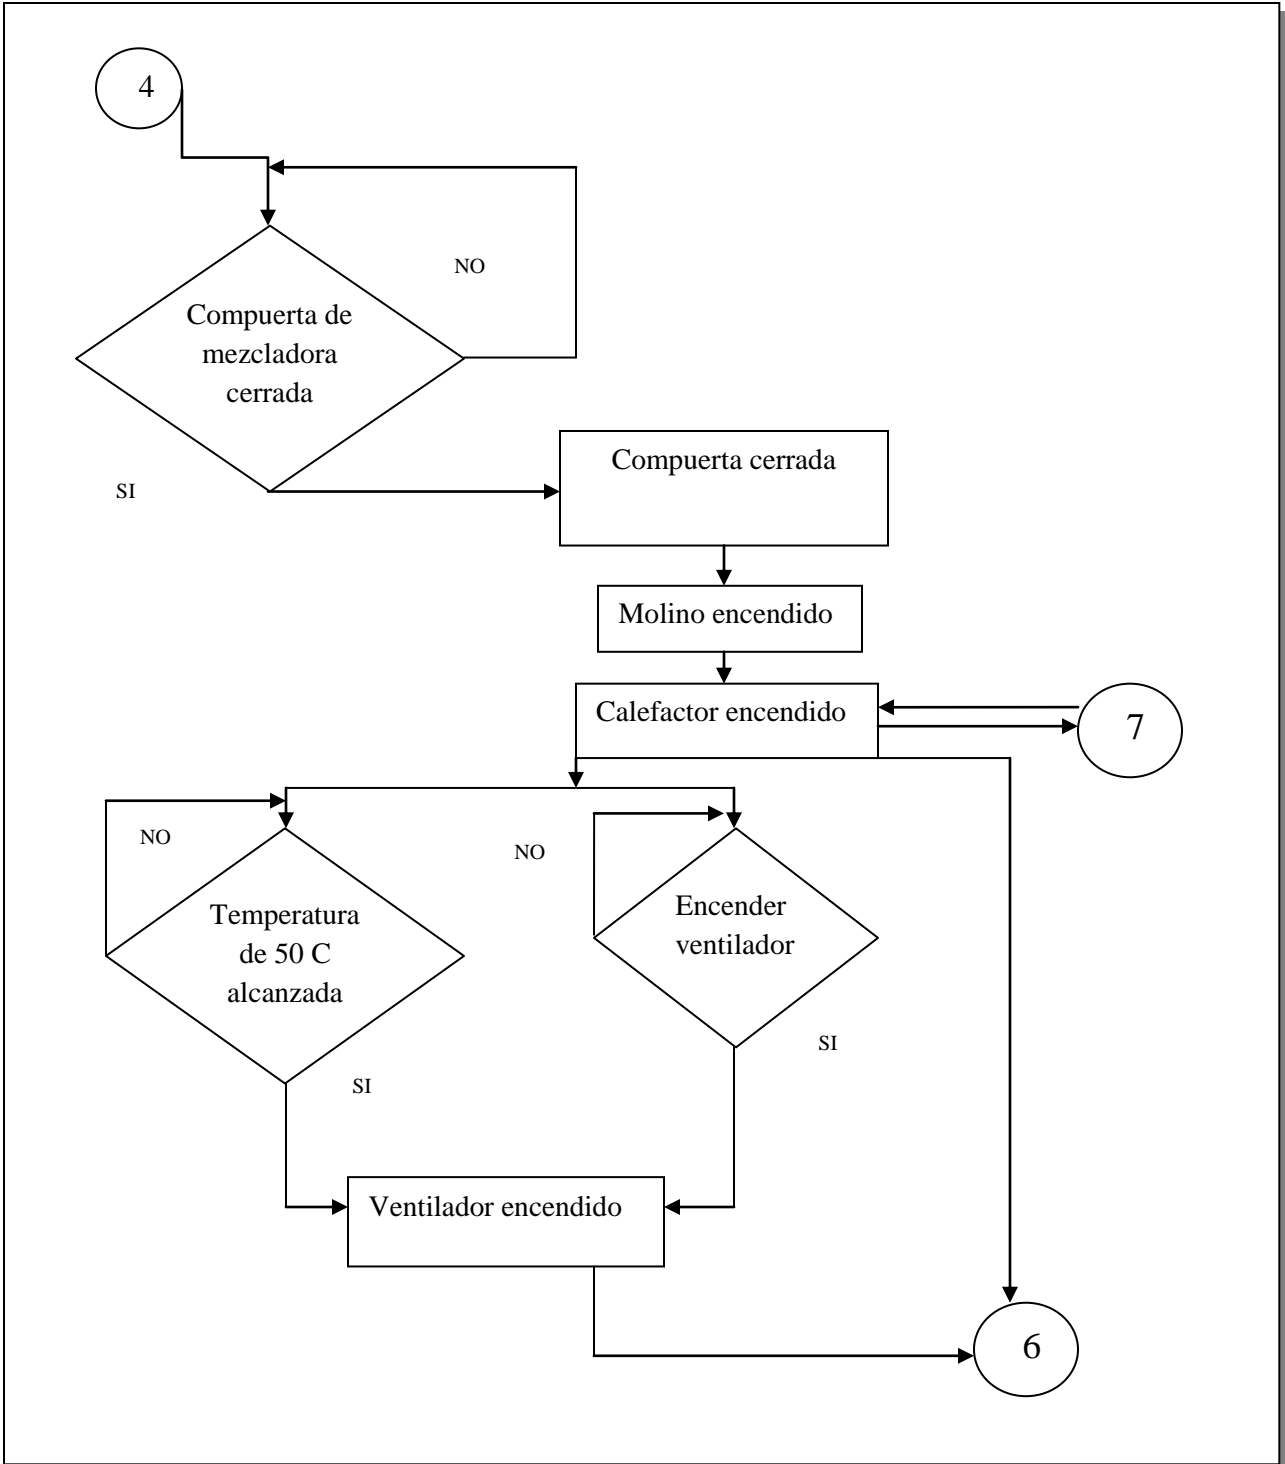 4
NO
Compuerta de
mezcladora
cerrada
SI
Compuerta cerrada
Molino encendido
Calefactor encendido
7
NO
NO
Temperatura
de 50 C
alcanzada
Encender
ventilador
SI
SI
Ventilador encendido
6